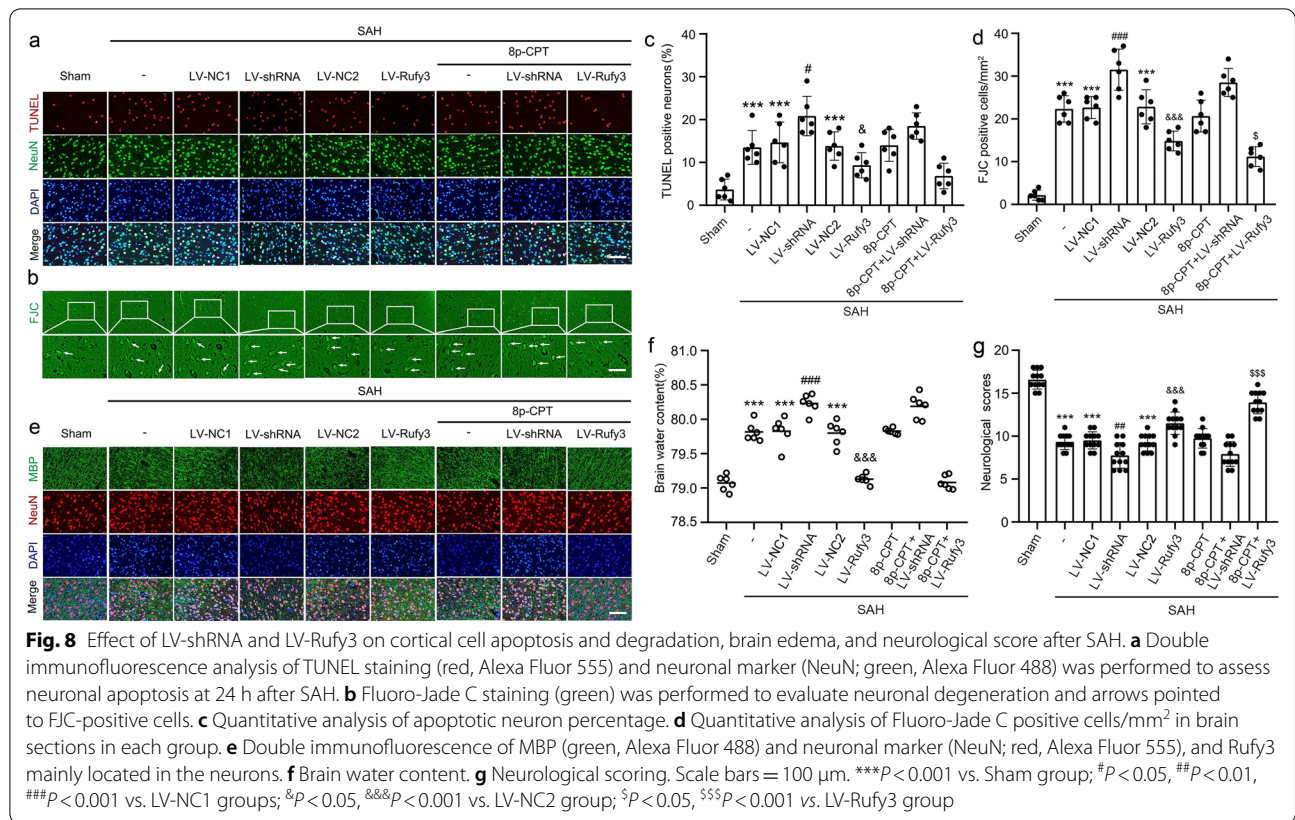 a
SAH
8p-CPT
Sham - LV-NC1 LV-shRNA LV-NC2 LV-Rufy3 - LV-shRNA LV-Rufy3
TUNEL
NeuN
DAPI
Merge
b
FJC
SAH
8p-CPT
e
Sham - LV-NC1 LV-shRNA LV-NC2 LV-Rufy3 - LV-shRNA LV-Rufy3
MBP
NeuN
DAPI
Merge
c
TUNEL positive neurons (%)
40
30
20
10
0
*** *** # *** &
Sham - LV-NC1 LV-shRNA LV-NC2 LV-Rufy3 8p-CPT 8p-CPT+LV-shRNA 8p-CPT+LV-Rufy3
SAH
d
FJC positive cells/mm²
40
30
20
10
0
*** *** ### *** &&& $
Sham - LV-NC1 LV-shRNA LV-NC2 LV-Rufy3 8p-CPT 8p-CPT+LV-shRNA 8p-CPT+LV-Rufy3
SAH
f
Brain water content(%)
81.0
80.5
80.0
79.5
79.0
78.5
*** *** ### *** &&&
Sham - LV-NC1 LV-shRNA LV-NC2 LV-Rufy3 8p-CPT 8p-CPT+ LV-shRNA 8p-CPT+ LV-Rufy3
SAH
g
Neurological scores
20
15
10
5
0
*** *** ## *** &&& $$$
Sham - LV-NC1 LV-shRNA LV-NC2 LV-Rufy3 8p-CPT 8p-CPT+ LV-shRNA 8p-CPT+ LV-Rufy3
SAH
Fig. 8 Effect of LV-shRNA and LV-Rufy3 on cortical cell apoptosis and degradation, brain edema, and neurological score after SAH. a Double
immunofluorescence analysis of TUNEL staining (red, Alexa Fluor 555) and neuronal marker (NeuN; green, Alexa Fluor 488) was performed to assess
neuronal apoptosis at 24 h after SAH. b Fluoro-Jade C staining (green) was performed to evaluate neuronal degeneration and arrows pointed
to FJC-positive cells. c Quantitative analysis of apoptotic neuron percentage. d Quantitative analysis of Fluoro-Jade C positive cells/mm² in brain
sections in each group. e Double immunofluorescence of MBP (green, Alexa Fluor 488) and neuronal marker (NeuN; red, Alexa Fluor 555), and Rufy3
mainly located in the neurons. f Brain water content. g Neurological scoring. Scale bars = 100 μm. ***P < 0.001 vs. Sham group; #P < 0.05, ##P < 0.01,
###P < 0.001 vs. LV-NC1 groups; &P < 0.05, &&&P < 0.001 vs. LV-NC2 group; $P < 0.05, $$$P < 0.001 vs. LV-Rufy3 group